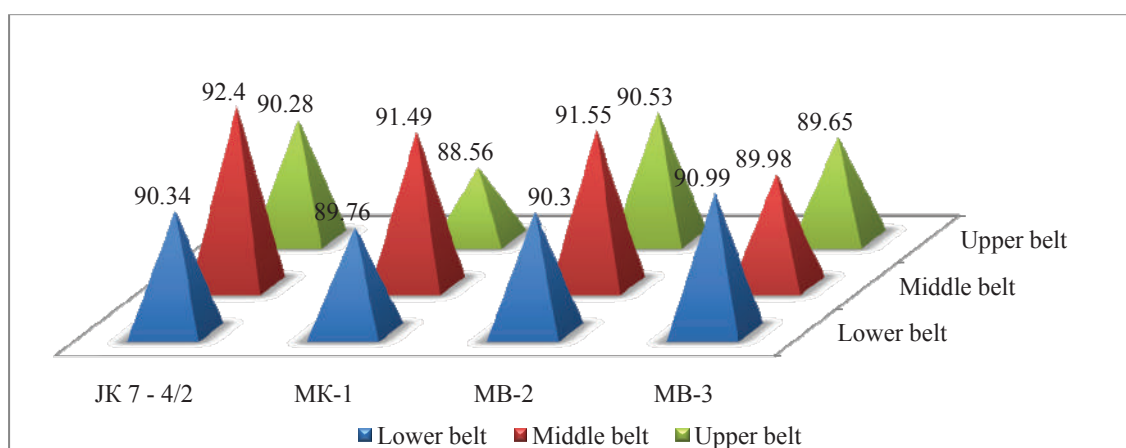 92.4
90.28
91.49
88.56
91.55
90.53
89.65
90.34
89.76
90.3
90.99
89.98
Upper belt
Middle belt
Lower belt
JK 7 - 4/2 MK-1 MB-2 MB-3
Lower belt Middle belt Upper belt